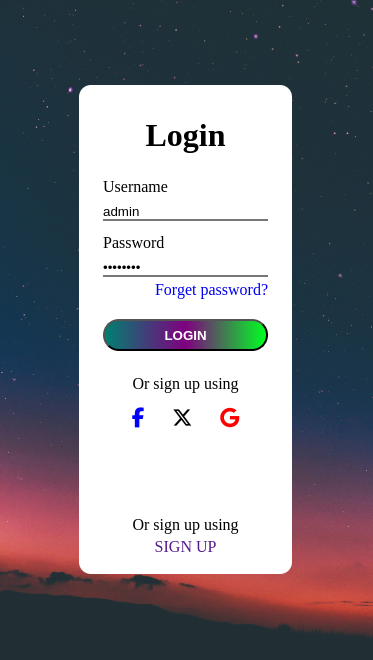 Login
Username
admin
Password
••••••••
Forget password?
LOGIN
Or sign up using
Or sign up using
SIGN UP